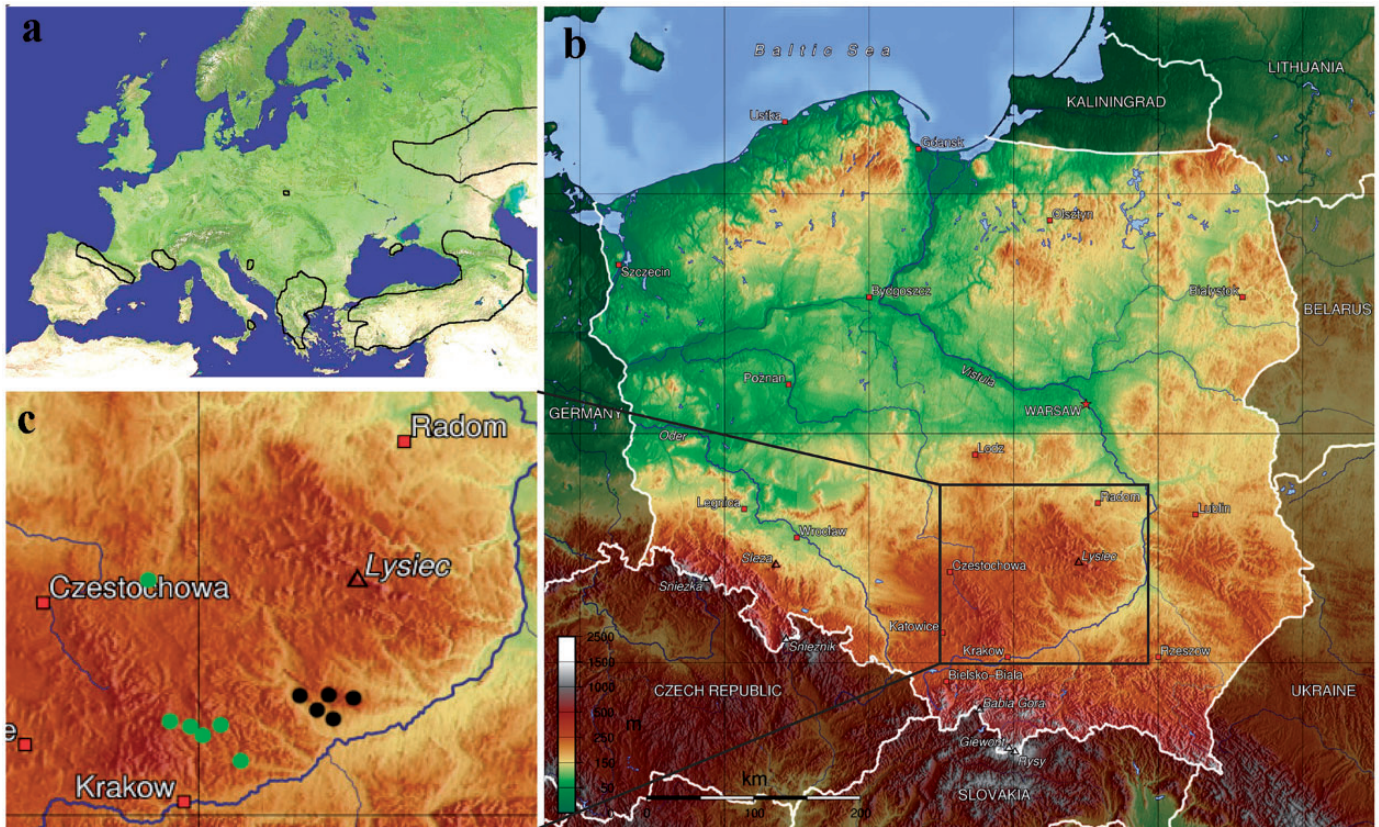 a
b
Baltic Sea
LITHUANIA
KALININGRAD
Ustka
Gdansk
Olsztyn
Szczecin
Bydgoszcz
Bialystok
BELARUS
Poznan
Vistula
WARSAW
GERMANY
Oder
Lodz
Legnica
Radom
Lublin
Wroclaw
Sleza
Lysiec
Czestochowa
Sniezka
Katowice
Snieznik
Krakow
Rzeszow
Bielsko-Biala
CZECH REPUBLIC
UKRAINE
Babia Gora
Giewont
Rysy
SLOVAKIA
2500
1500
1000
500
250
150
50
m
km
0
100
200
c
Radom
Lysiec
Czestochowa
e
Krakow